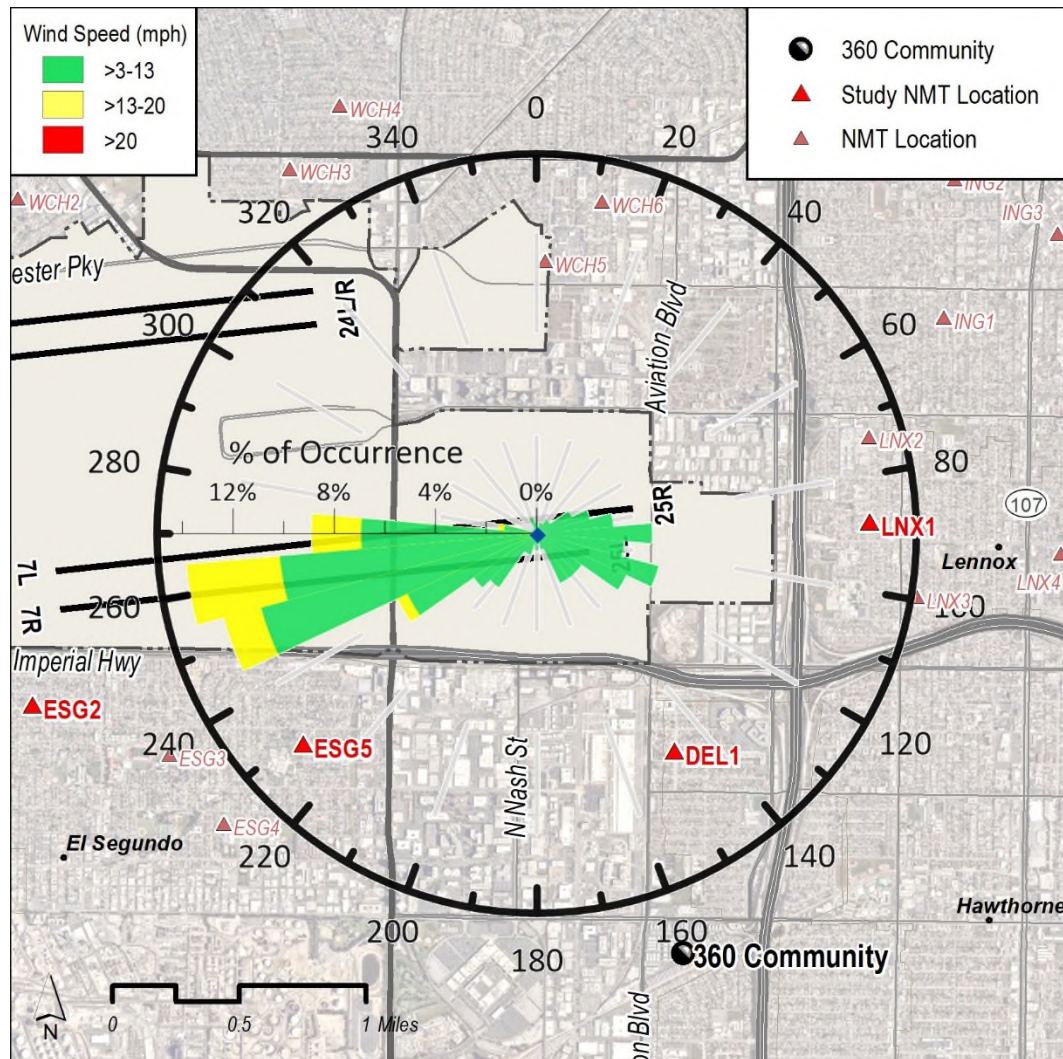 Wind Speed (mph)
>3-13
>13-20
>20
360 Community
Study NMT Location
NMT Location
WCH4
WCH3
WCH2
WCH6
WCH5
ING2
ING3
ING1
0
20
40
60
80
100
120
140
160
180
200
220
240
260
280
300
320
340
ester Pky
24L/R
Aviation Blvd
% of Occurrence
12%
8%
4%
0%
25R
LNX2
LNX1
107
Lennox
LNX4
LNX3
7L
7R
Imperial Hwy
ESG2
ESG3
ESG5
ESG4
DEL1
N Nash St
El Segundo
Hawthorne
360 Community
on Blvd
N
0
0.5
1 Miles